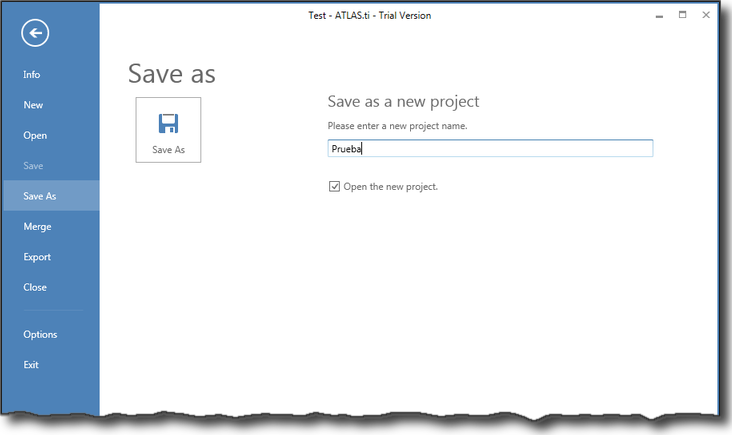 Test - ATLAS.ti - Trial Version
Info
New
Open
Save
Save As
Merge
Export
Close
Options
Exit
Save as
Save As
Save as a new project
Please enter a new project name.
Prueba
Open the new project.